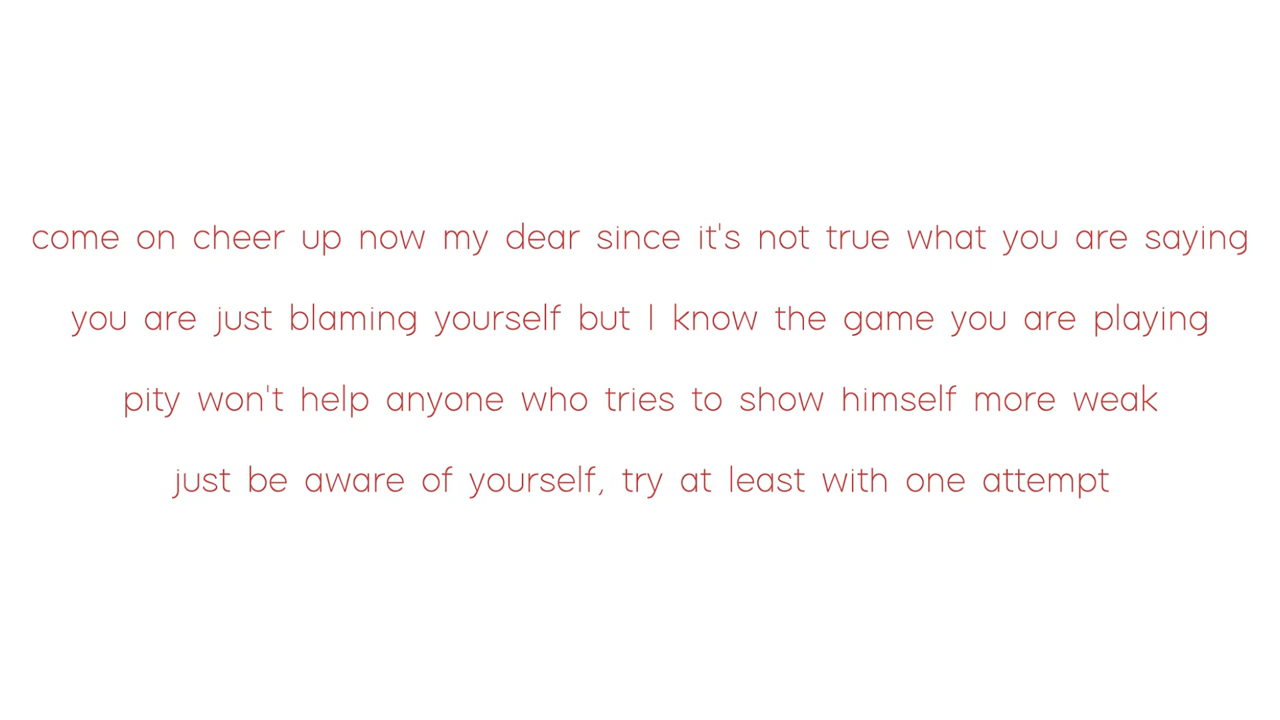 come on cheer up now my dear since it's not true what you are saying
you are just blaming yourself but I know the game you are playing
pity won't help anyone who tries to show himself more weak
just be aware of yourself, try at least with one attempt